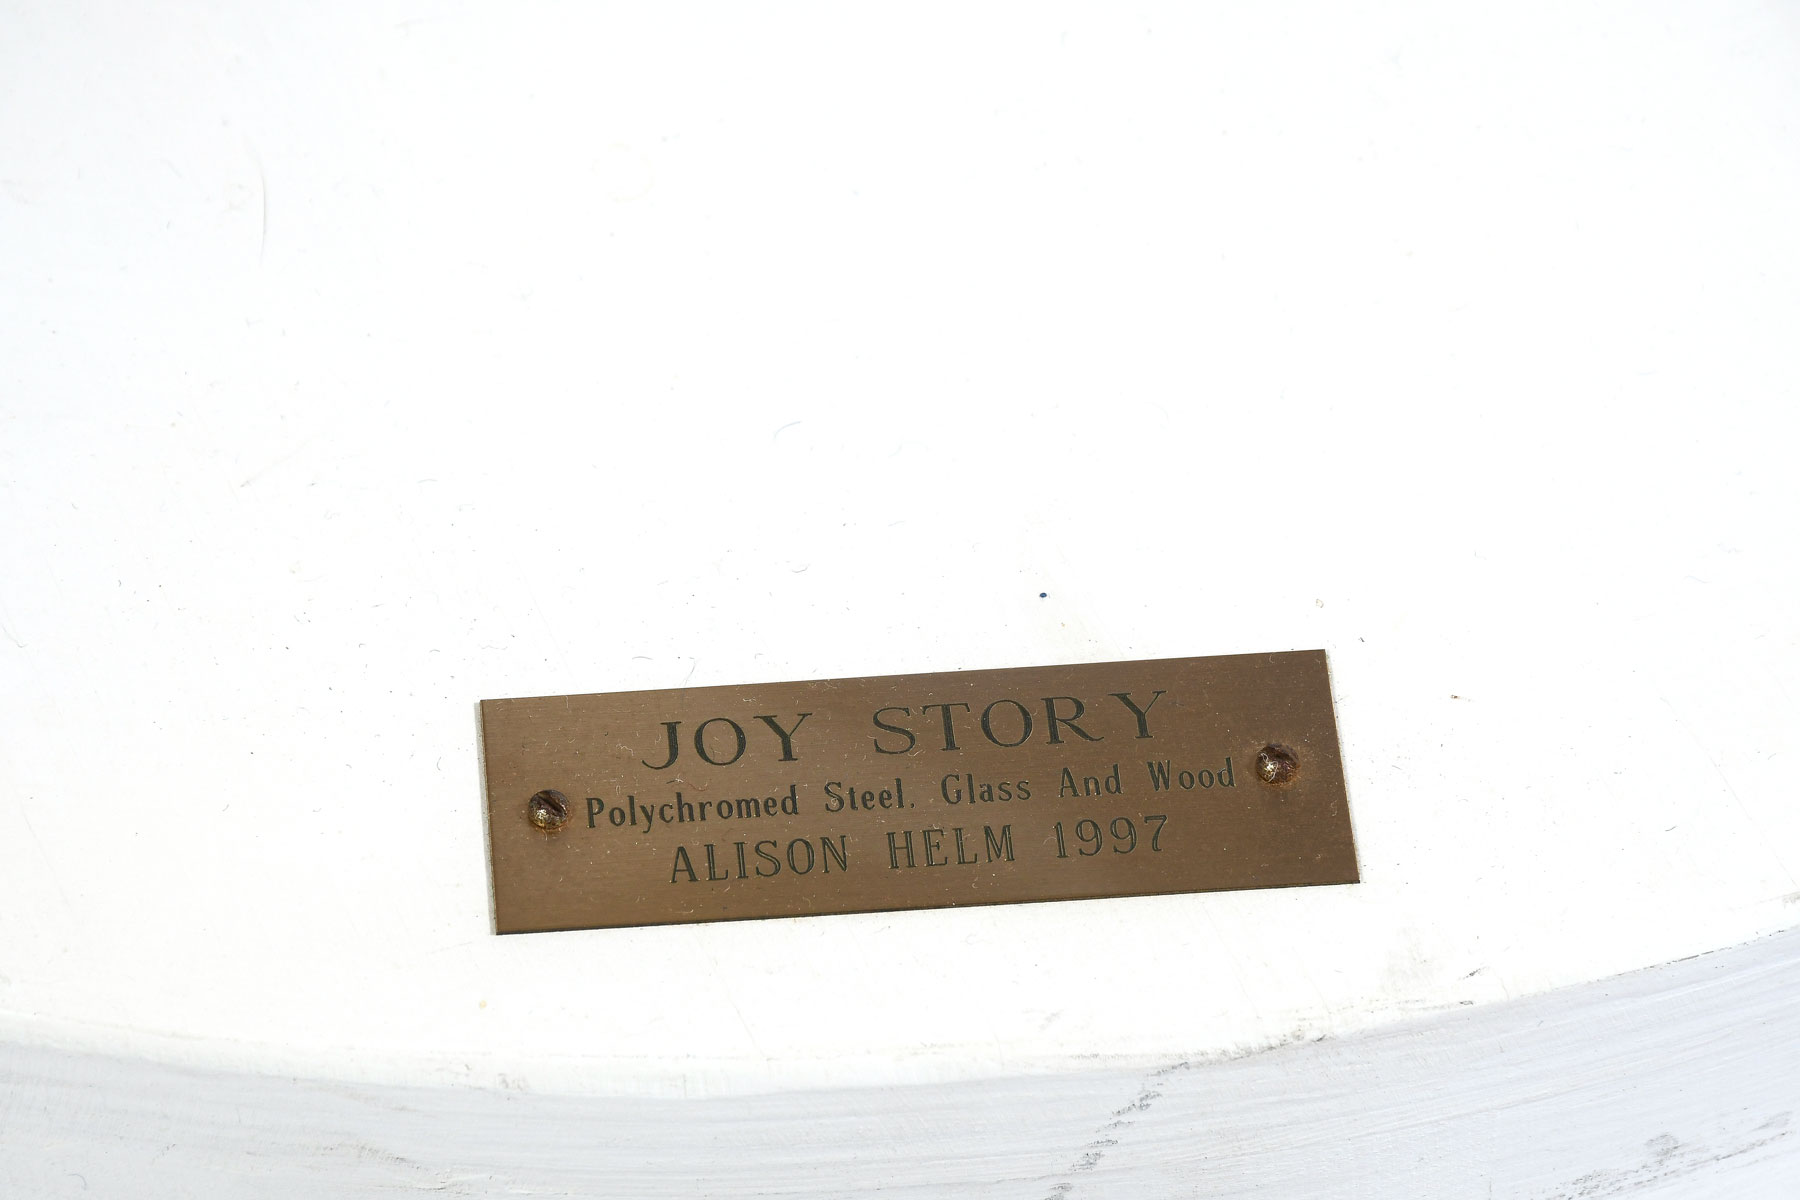 JOY STORY
Polychromed Steel. Glass And Wood
ALISON HELM 1997